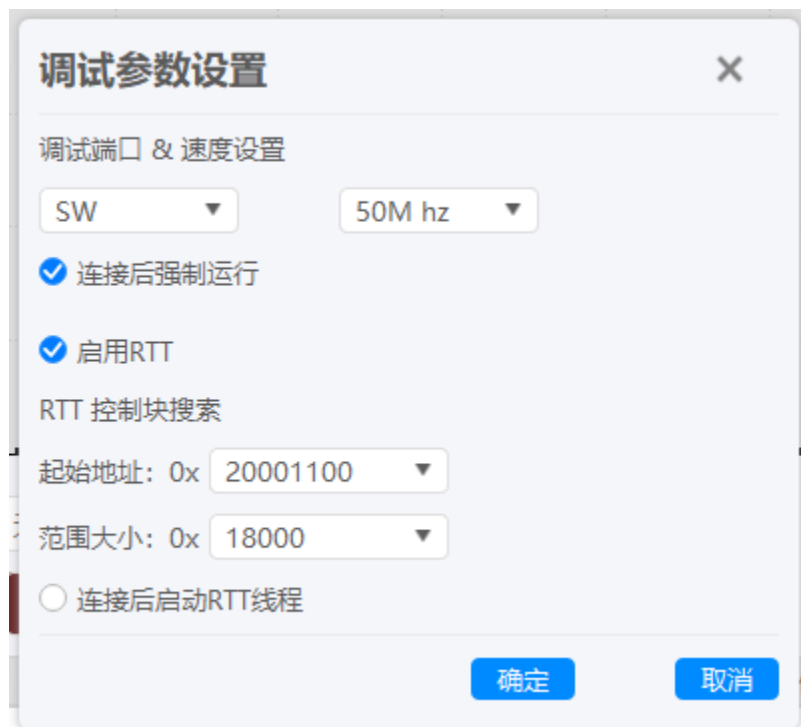 调试参数设置
调试端口 & 速度设置
SW 50M hz
连接后强制运行
启用RTT
RTT 控制块搜索
起始地址：0x 20001100
范围大小：0x 18000
连接后启动RTT线程
确定 取消